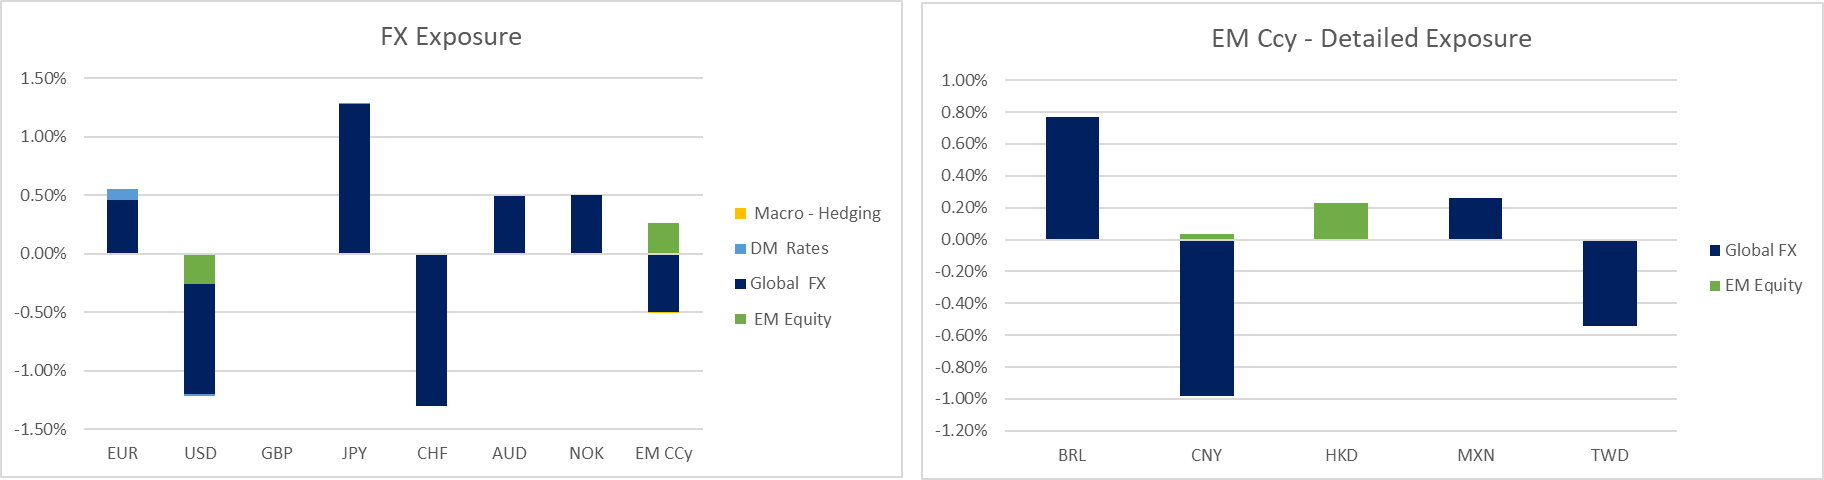 FX Exposure
1.50%
1.00%
0.50%
0.00%
-0.50%
-1.00%
-1.50%
EUR USD GBP JPY CHF AUD NOK EM CCy
Macro - Hedging
DM Rates
Global FX
EM Equity
EM Ccy - Detailed Exposure
1.00%
0.80%
0.60%
0.40%
0.20%
0.00%
-0.20%
-0.40%
-0.60%
-0.80%
-1.00%
-1.20%
BRL CNY HKD MXN TWD
Global FX
EM Equity